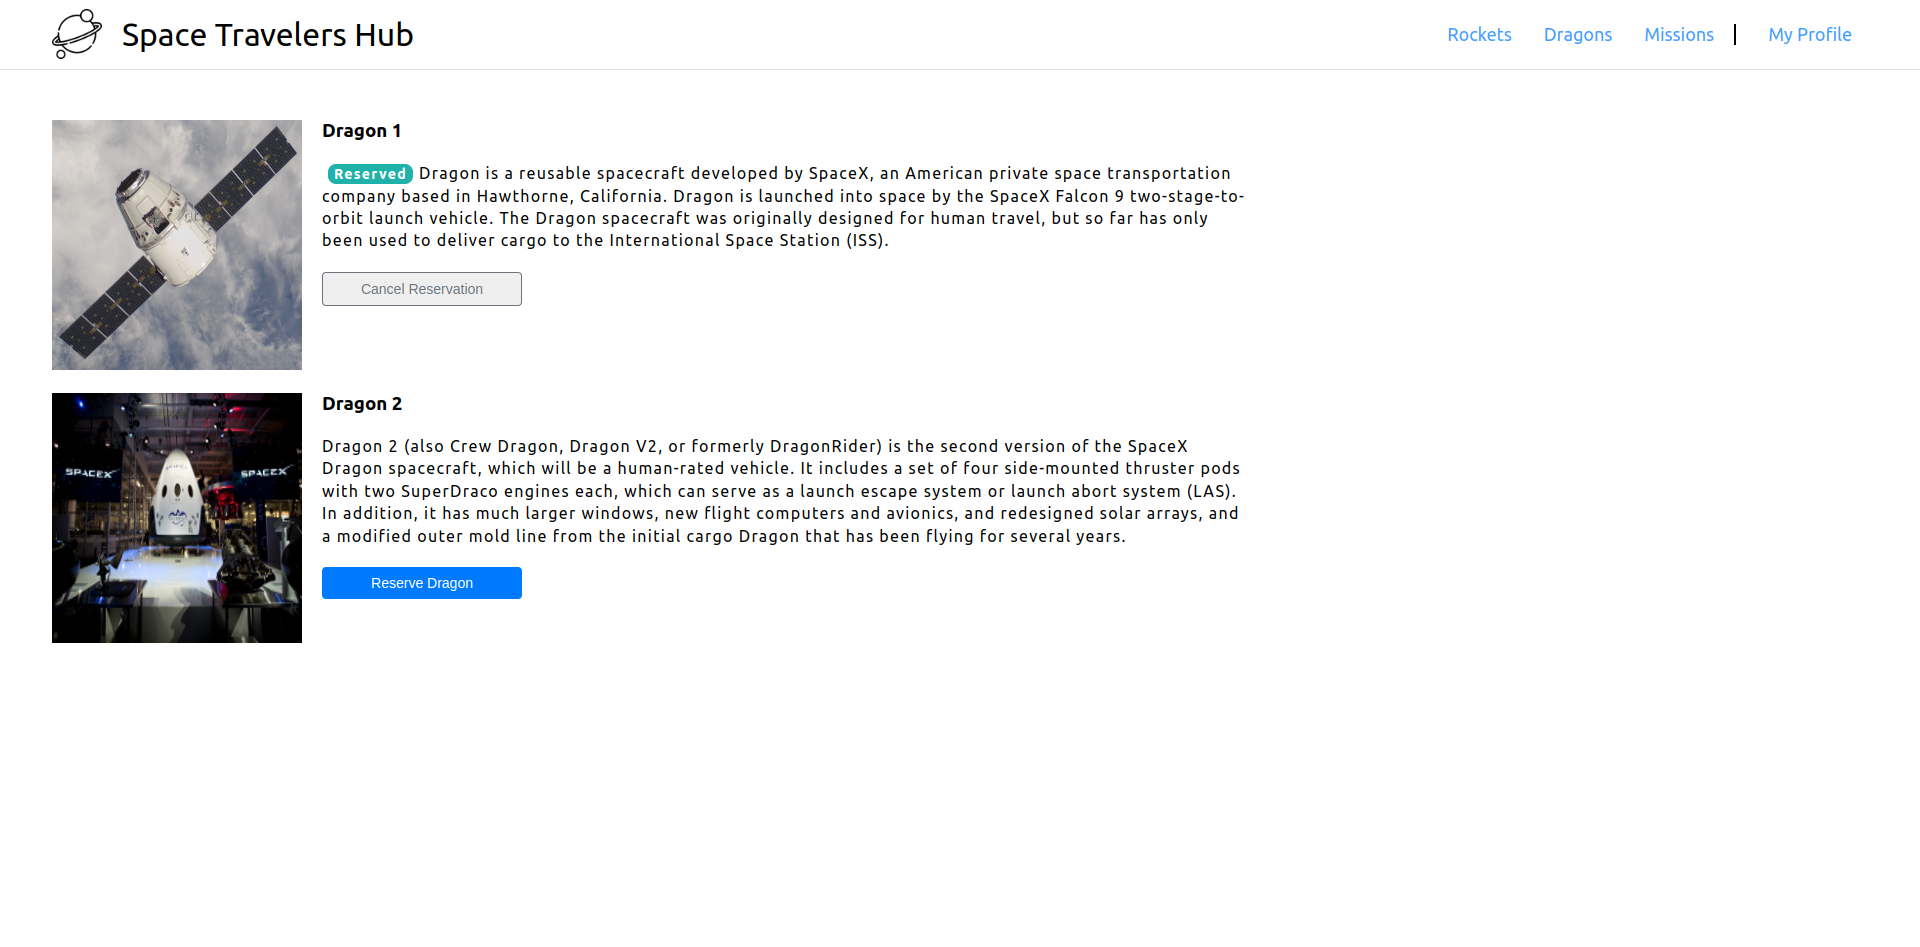 Space Travelers Hub
Rockets Dragons Missions My Profile
Dragon 1
Reserved Dragon is a reusable spacecraft developed by SpaceX, an American private space transportation
company based in Hawthorne, California. Dragon is launched into space by the SpaceX Falcon 9 two-stage-to-
orbit launch vehicle. The Dragon spacecraft was originally designed for human travel, but so far has only
been used to deliver cargo to the International Space Station (ISS).
Cancel Reservation
SPACEX SPACEX
Dragon 2
Dragon 2 (also Crew Dragon, Dragon V2, or formerly DragonRider) is the second version of the SpaceX
Dragon spacecraft, which will be a human-rated vehicle. It includes a set of four side-mounted thruster pods
with two SuperDraco engines each, which can serve as a launch escape system or launch abort system (LAS).
In addition, it has much larger windows, new flight computers and avionics, and redesigned solar arrays, and
a modified outer mold line from the initial cargo Dragon that has been flying for several years.
Reserve Dragon